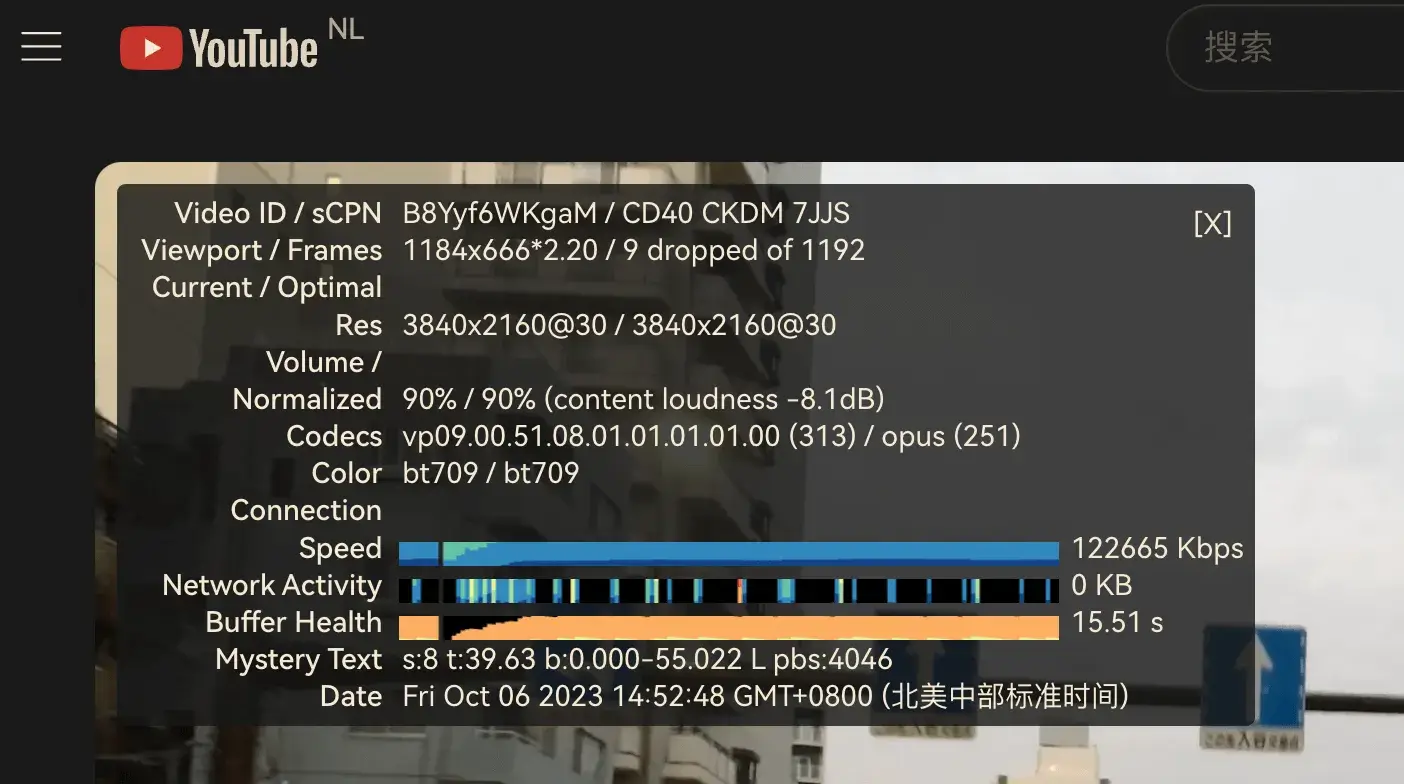 YouTube NL
搜索
Video ID / sCPN B8Yyf6WKgaM / CD40 CKDM 7JJS
[X]
Viewport / Frames 1184x666*2.20 / 9 dropped of 1192
Current / Optimal
Res 3840x2160@30 / 3840x2160@30
Volume /
Normalized 90% / 90% (content loudness -8.1dB)
Codecs vp09.00.51.08.01.01.01.01.00 (313) / opus (251)
Color bt709 / bt709
Connection
Speed 122665 Kbps
Network Activity 0 KB
Buffer Health 15.51 s
Mystery Text s:8 t:39.63 b:0.000-55.022 L pbs:4046
Date Fri Oct 06 2023 14:52:48 GMT+0800 (北美中部标准时间)